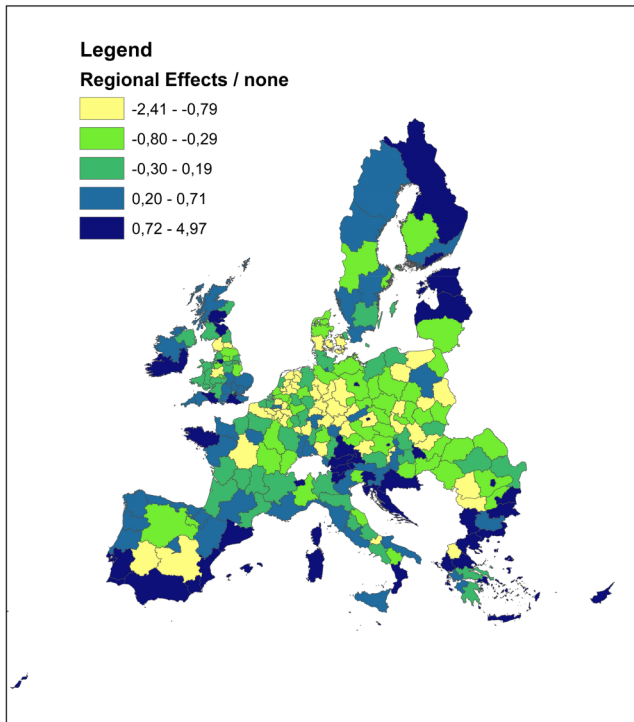 Legend
Regional Effects / none
-2,41 - -0,79
-0,80 - -0,29
-0,30 - 0,19
0,20 - 0,71
0,72 - 4,97